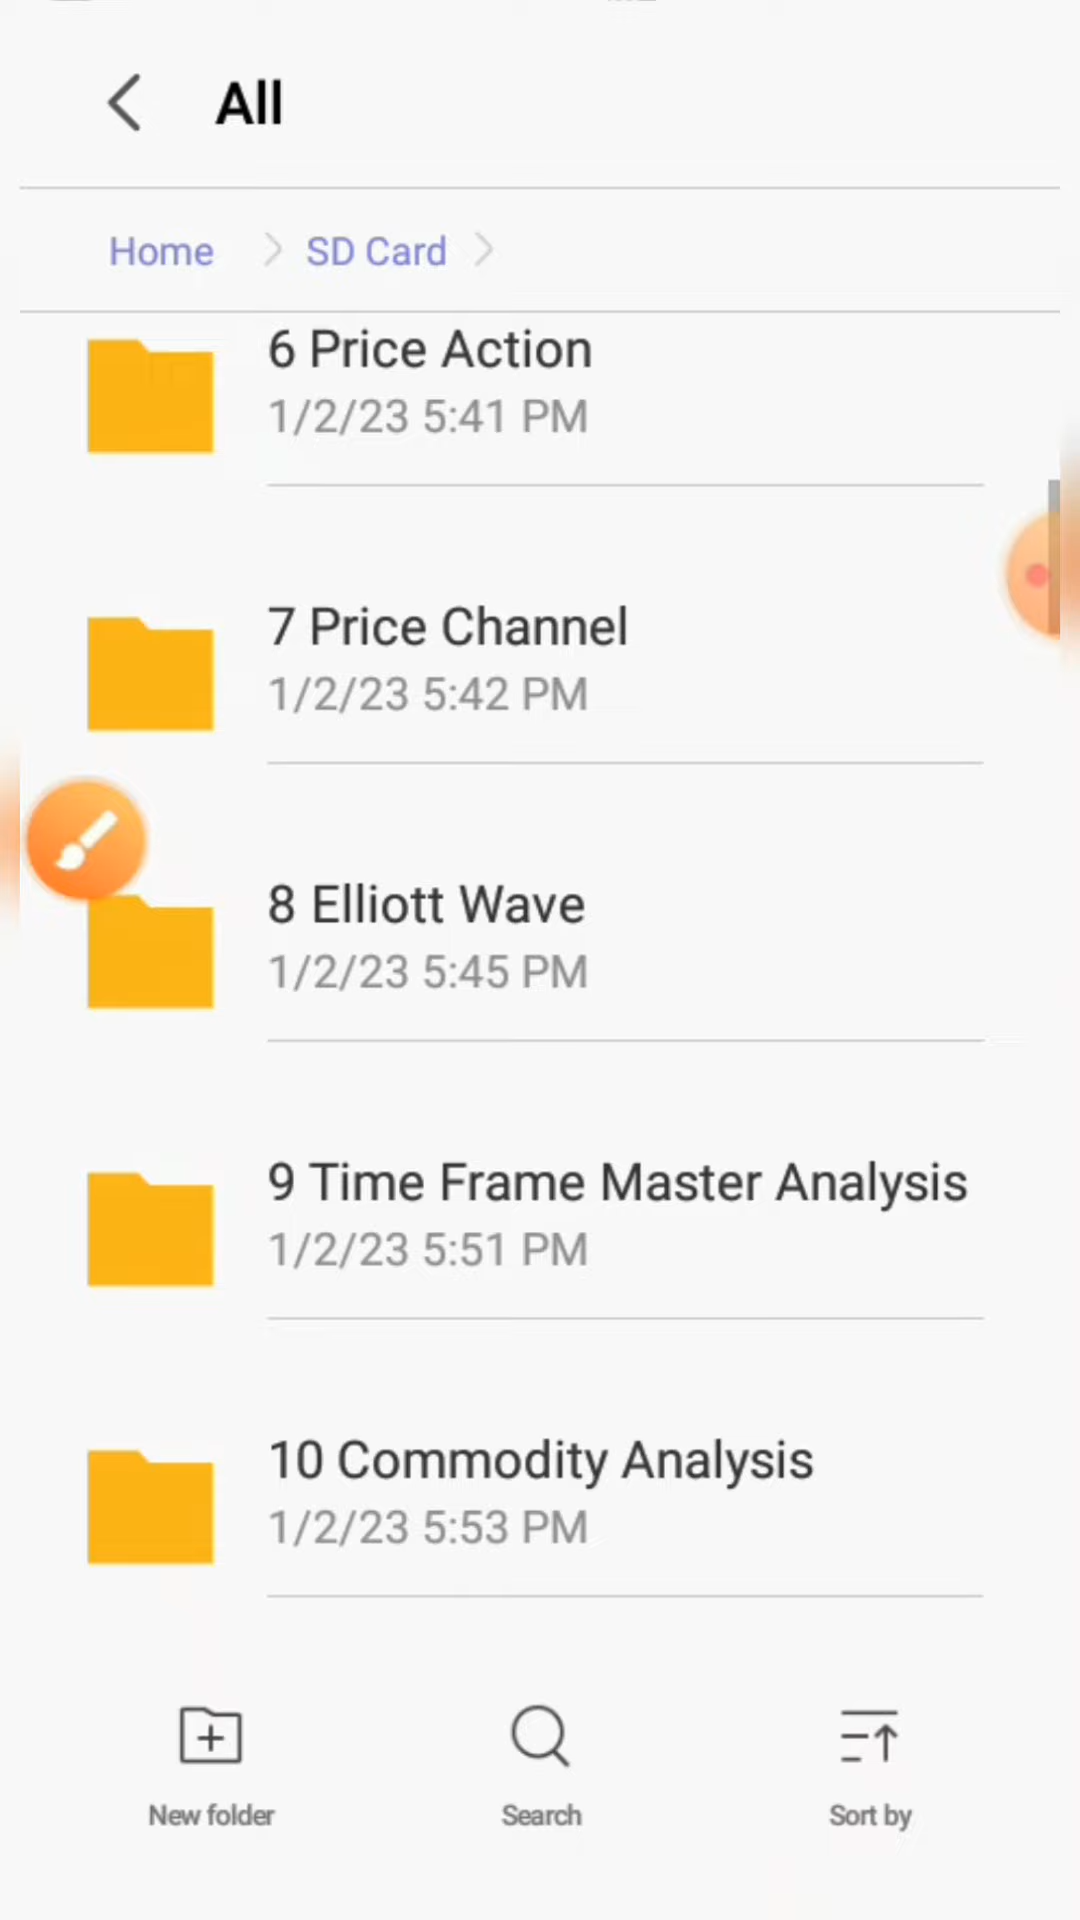 All
Home
SD Card
6 Price Action
1/2/23 5:41 PM
7 Price Channel
1/2/23 5:42 PM
8 Elliott Wave
1/2/23 5:45 PM
9 Time Frame Master Analysis
1/2/23 5:51 PM
10 Commodity Analysis
1/2/23 5:53 PM
New folder
Search
Sort by